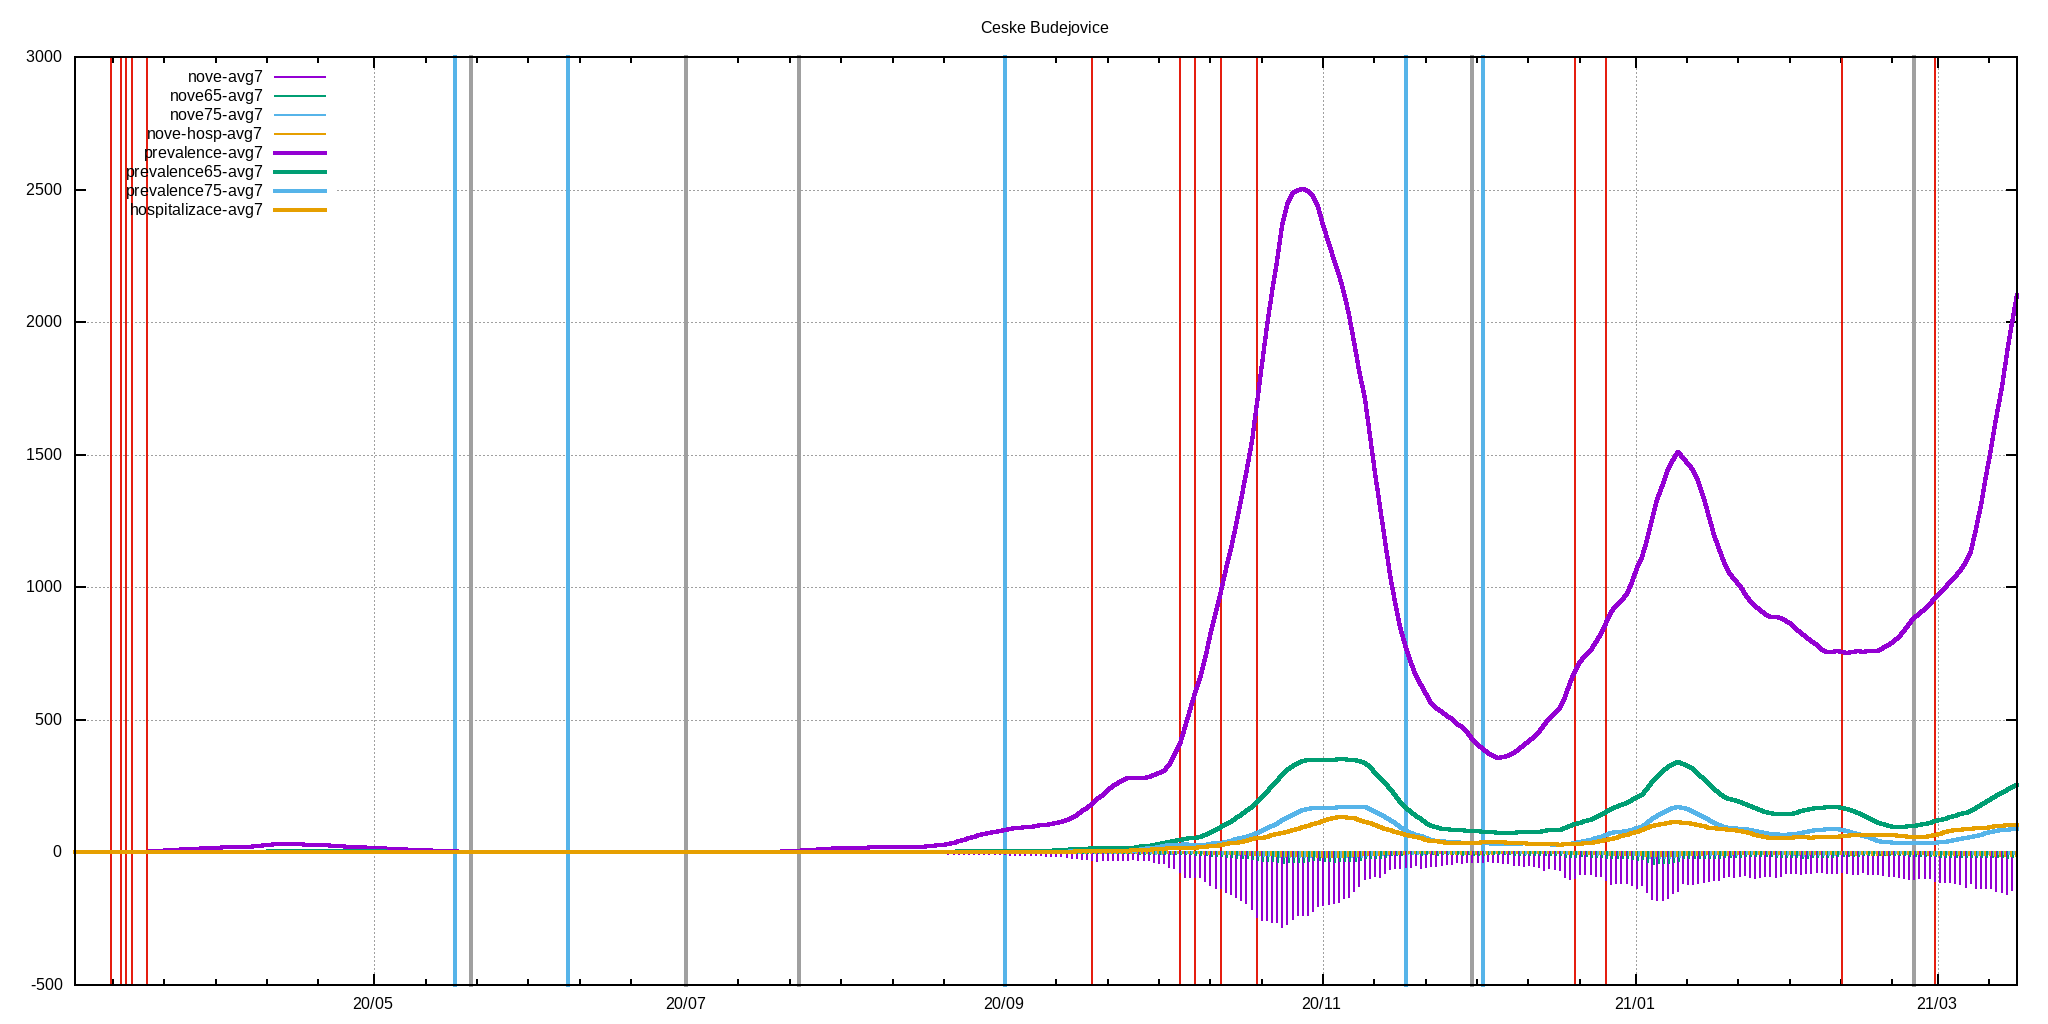 Ceske Budejovice
3000
2500
2000
1500
1000
500
0
-500
nove-avg7
nove65-avg7
nove75-avg7
nove-hosp-avg7
prevalence-avg7
prevalence65-avg7
prevalence75-avg7
hospitalizace-avg7
20/05 20/07 20/09 20/11 21/01 21/03